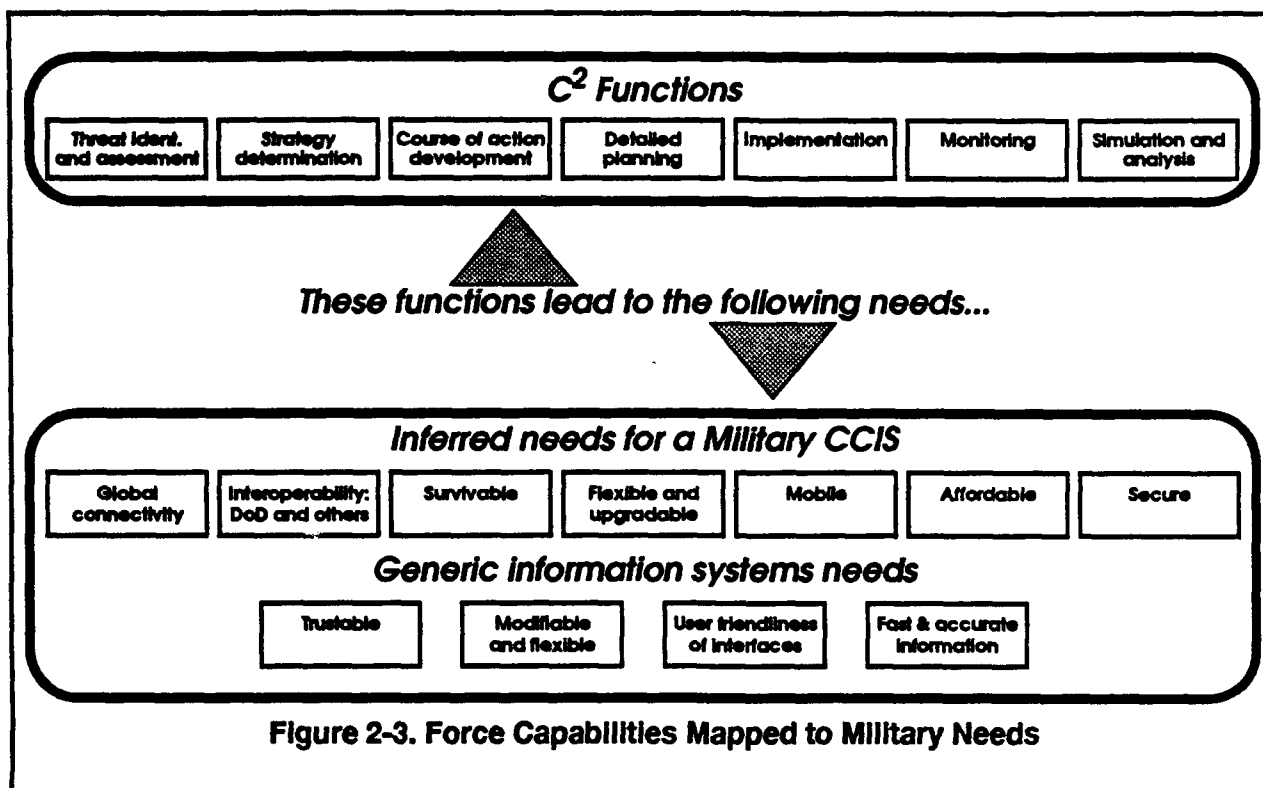 C² Functions
Threat ident. and assessment
Strategy determination
Course of action development
Detailed planning
Implementation
Monitoring
Simulation and analysis
These functions lead to the following needs...
Inferred needs for a Military CCIS
Global connectivity
Interoperability: DoD and others
Survivable
Flexible and upgradable
Mobile
Affordable
Secure
Generic information systems needs
Trustable
Modifiable and flexible
User friendliness of interfaces
Fast & accurate information
Figure 2-3. Force Capabilities Mapped to Military Needs